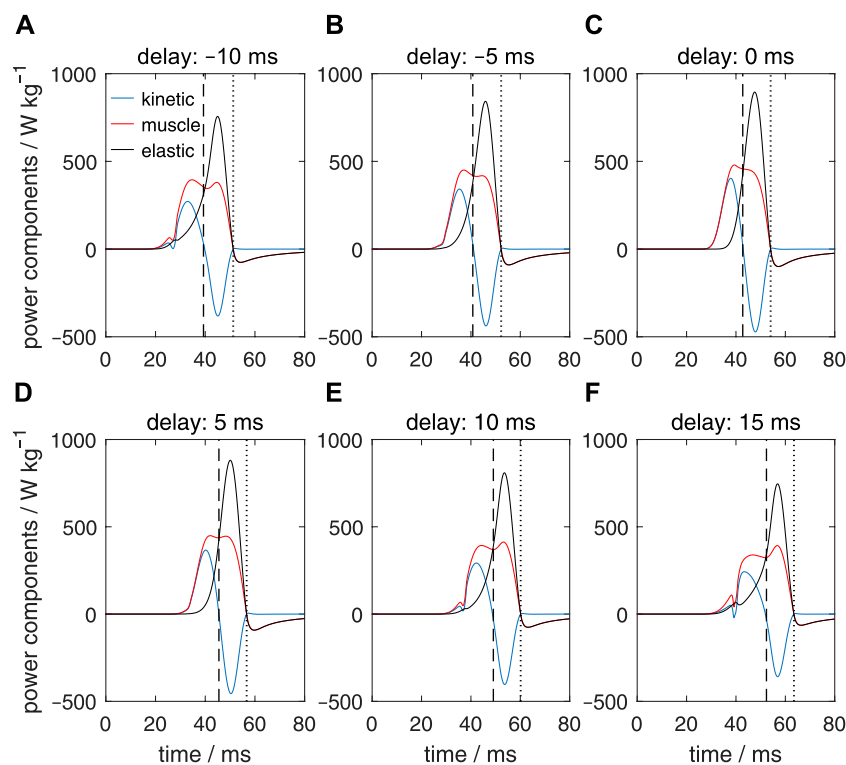 A
B
C
delay: −10 ms
delay: −5 ms
delay: 0 ms
power components / W kg⁻¹
1000
500
0
−500
kinetic
muscle
elastic
0 20 40 60 80
0 20 40 60 80
0 20 40 60 80
D
E
F
delay: 5 ms
delay: 10 ms
delay: 15 ms
power components / W kg⁻¹
1000
500
0
−500
1000
500
0
−500
1000
500
0
−500
1000
500
0
−500
1000
500
0
−500
0 20 40 60 80
0 20 40 60 80
0 20 40 60 80
time / ms
time / ms
time / ms